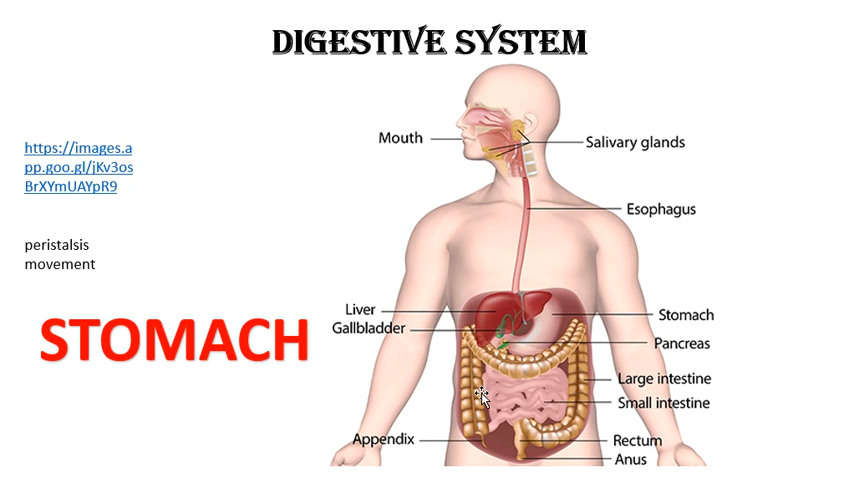 DIGESTIVE SYSTEM
https://images.a
pp.goo.gl/jKv3os
BrXYmUAYpR9
peristalsis
movement
STOMACH
Mouth
Salivary glands
Esophagus
Liver
Stomach
Gallbladder
Pancreas
Large intestine
Small intestine
Appendix
Rectum
Anus